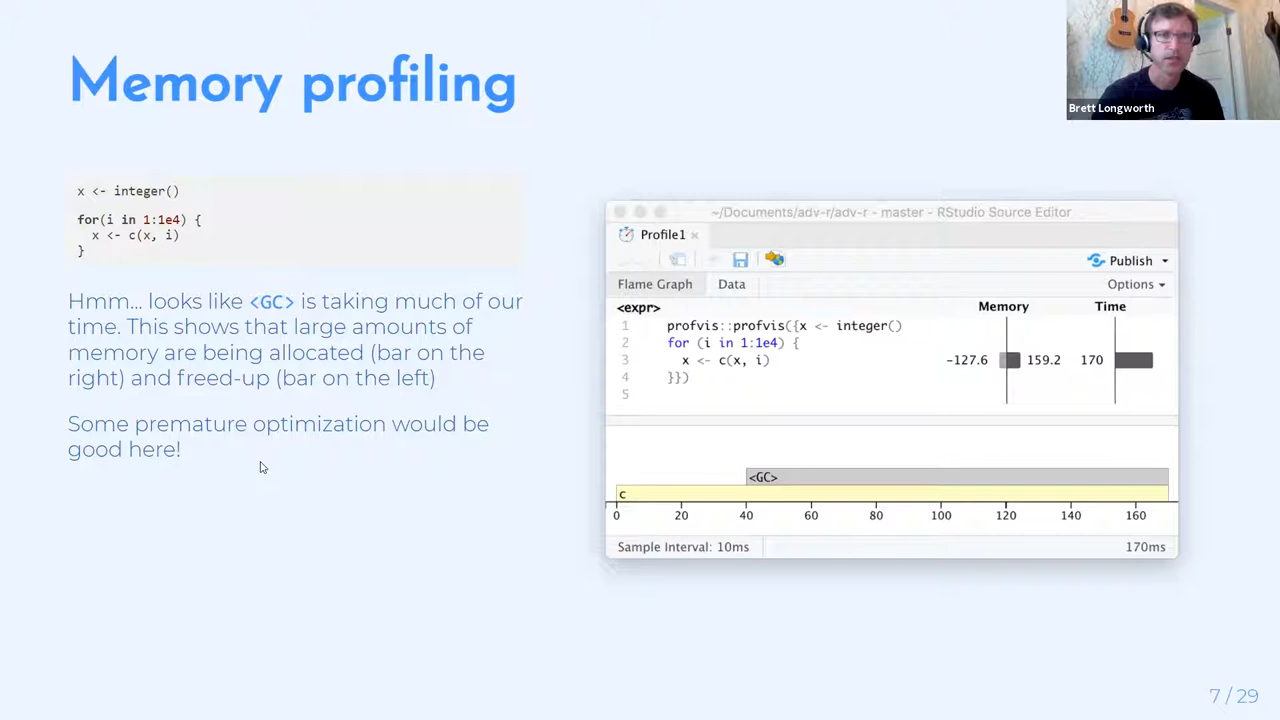 Memory profiling
Brett Longworth
x <- integer()
for(i in 1:1e4) {
  x <- c(x, i)
}
Hmm... looks like <GC> is taking much of our
time. This shows that large amounts of
memory are being allocated (bar on the
right) and freed-up (bar on the left)
Some premature optimization would be
good here!
~/Documents/adv-r/adv-r - master - RStudio Source Editor
Profile1 ×
Publish
Flame Graph Data Options
<expr> Memory Time
1 profvis::profvis({x <- integer()
2 for (i in 1:1e4) {
3   x <- c(x, i) -127.6 159.2 170
4 }})
5
<GC>
c
0 20 40 60 80 100 120 140 160
Sample Interval: 10ms 170ms
7 / 29